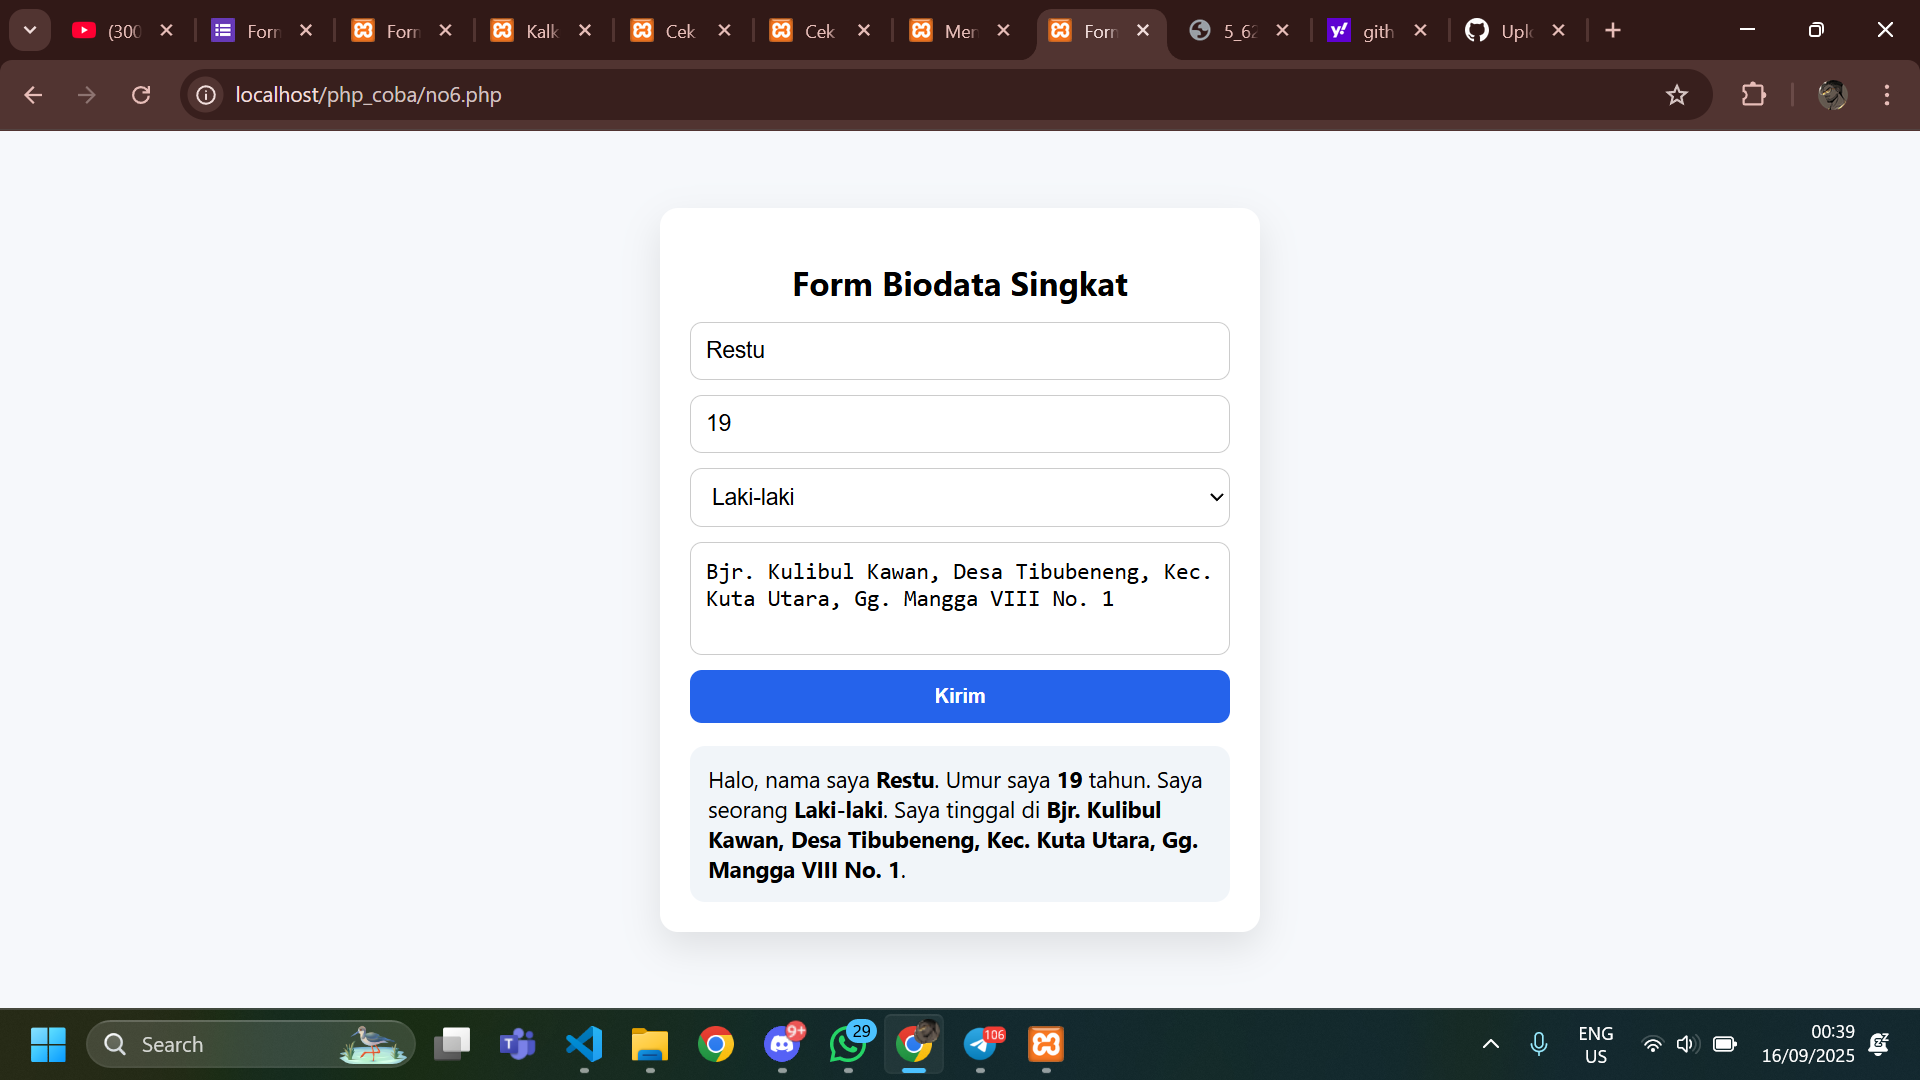 (300
Form
Form
Kalk
Cek
Cek
Men
Form
5_62
gith
Uplo
localhost/php_coba/no6.php
Form Biodata Singkat
Restu
19
Laki-laki
Bjr. Kulibul Kawan, Desa Tibubeneng, Kec.
Kuta Utara, Gg. Mangga VIII No. 1
Kirim
Halo, nama saya Restu. Umur saya 19 tahun. Saya
seorang Laki-laki. Saya tinggal di Bjr. Kulibul
Kawan, Desa Tibubeneng, Kec. Kuta Utara, Gg.
Mangga VIII No. 1.
Search
9+
29
106
ENG
US
00:39
16/09/2025